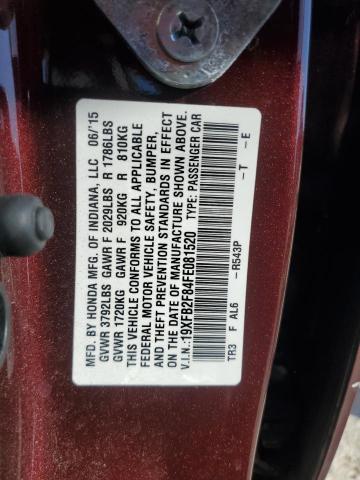 MFD. BY HONDA MFG. OF INDIANA, LLC 06/'15
GVWR 3792LBS GAWR F 2029LBS R 1786LBS
GVWR 1720KG GAWR F 920KG R 810KG
THIS VEHICLE CONFORMS TO ALL APPLICABLE
FEDERAL MOTOR VEHICLE SAFETY, BUMPER,
AND THEFT PREVENTION STANDARDS IN EFFECT
ON THE DATE OF MANUFACTURE SHOWN ABOVE.
V.I.N.:19XFB2F84FE081520 TYPE: PASSENGER CAR
TR3 F AL6 -R543P -T -E